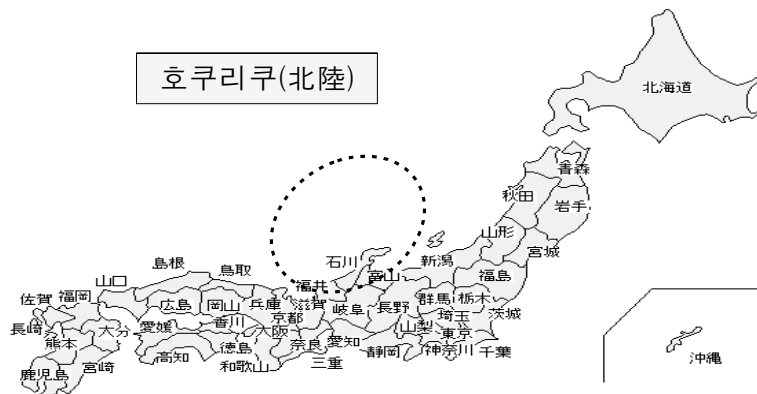 호쿠리쿠(北陸)
北海道
青森
秋田
岩手
山形
宮城
石川
新潟
福島
富山
福井
島根
鳥取
山口
佐賀
福岡
広島
岡山
兵庫
滋賀
京都
岐阜
長野
群馬
栃木
埼玉
茨城
長崎
大分
愛媛
香川
大阪
奈良
愛知
山梨
東京
熊本
高知
徳島
和歌山
三重
静岡
神奈川
千葉
鹿児島
宮崎
沖縄